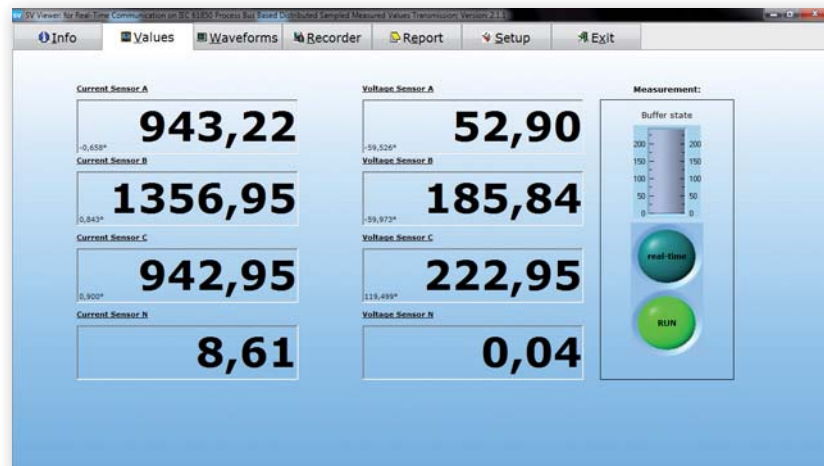 SV Viewer: for Real-Time Communication on IEC 61850 Process Bus Based Distributed Sampled Measured Values Transmission; Version: 2.1.1
Info Values Waveforms Recorder Report Setup Exit
Current Sensor A
943,22
-0,658°
Voltage Sensor A
52,90
-59,526°
Current Sensor B
1356,95
0,843°
Voltage Sensor B
185,84
-59,973°
Current Sensor C
942,95
0,900°
Voltage Sensor C
222,95
119,499°
Current Sensor N
8,61
Voltage Sensor N
0,04
Measurement:
Buffer state
200 200
150 150
100 100
50 50
0 0
real-time
RUN